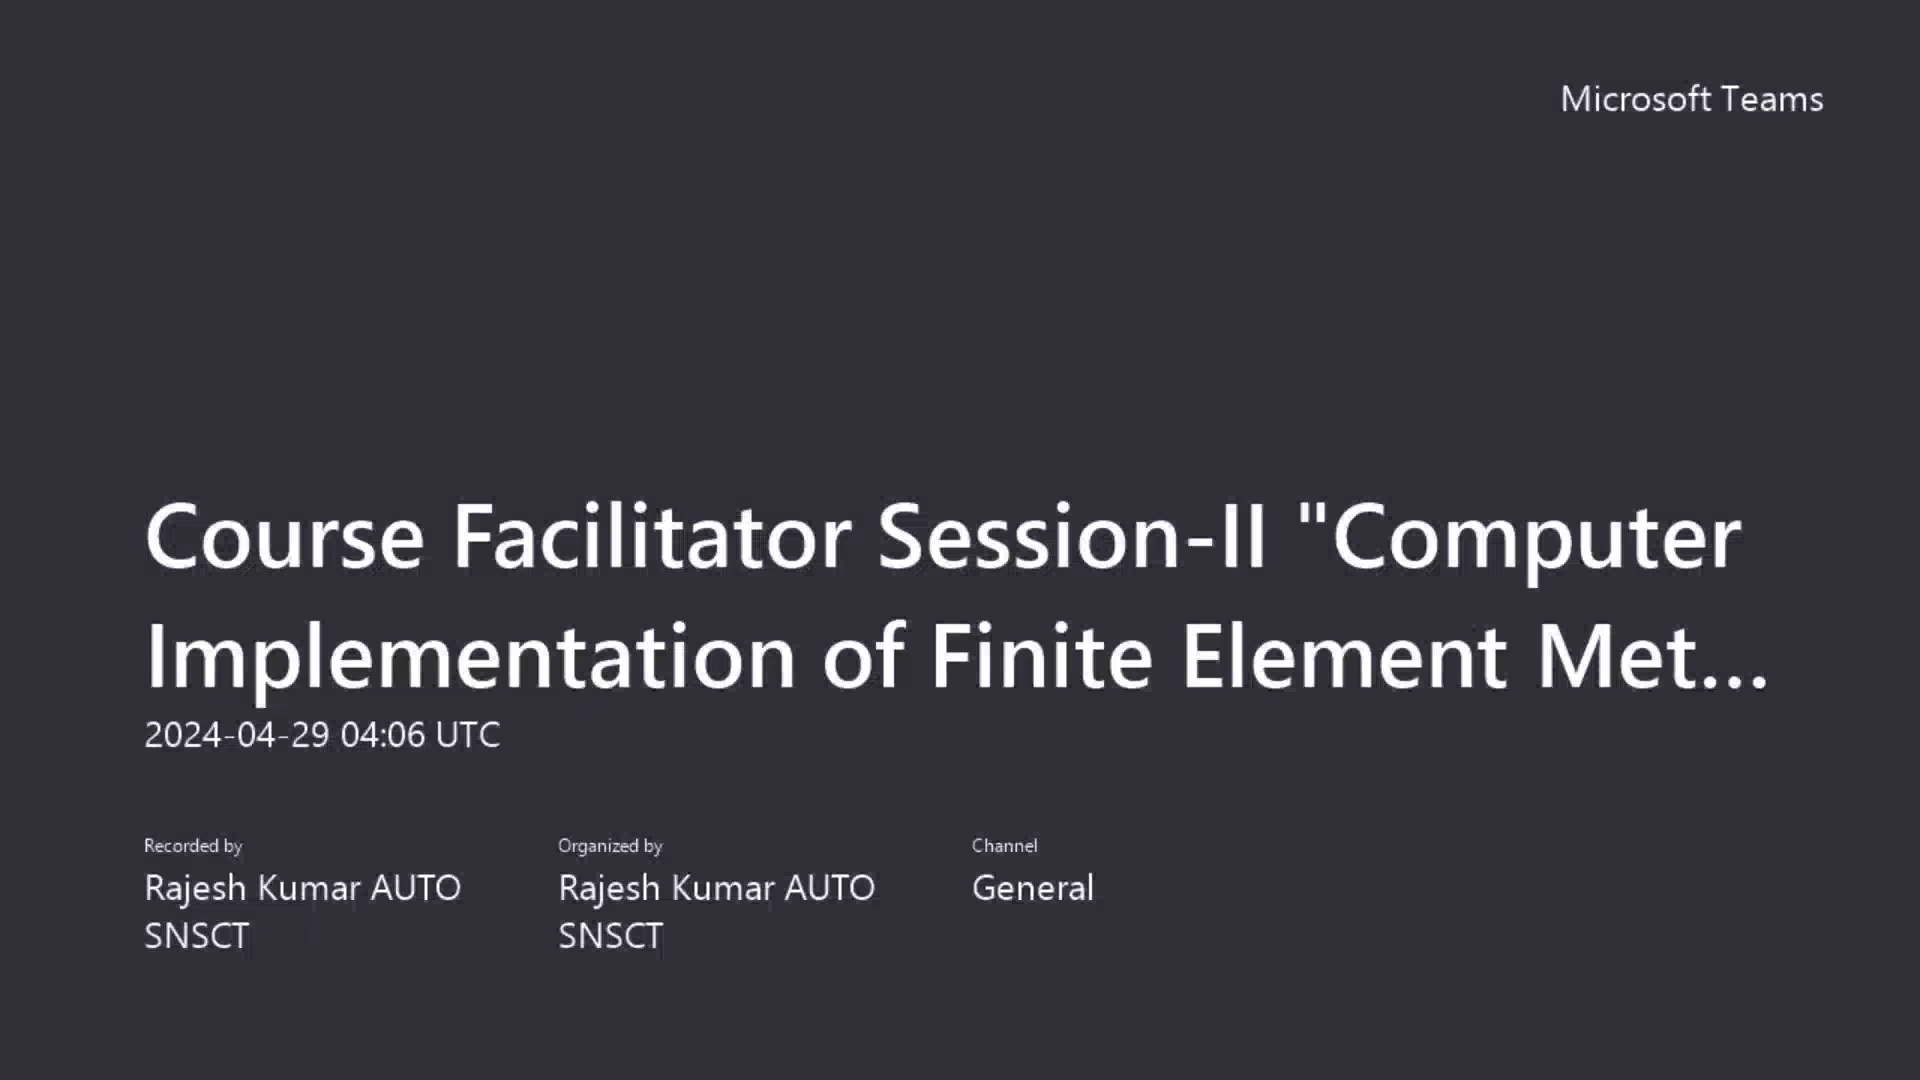 Microsoft Teams
Course Facilitator Session-II "Computer
Implementation of Finite Element Met...
2024-04-29 04:06 UTC
Recorded by
Rajesh Kumar AUTO
SNSCT
Organized by
Rajesh Kumar AUTO
SNSCT
Channel
General